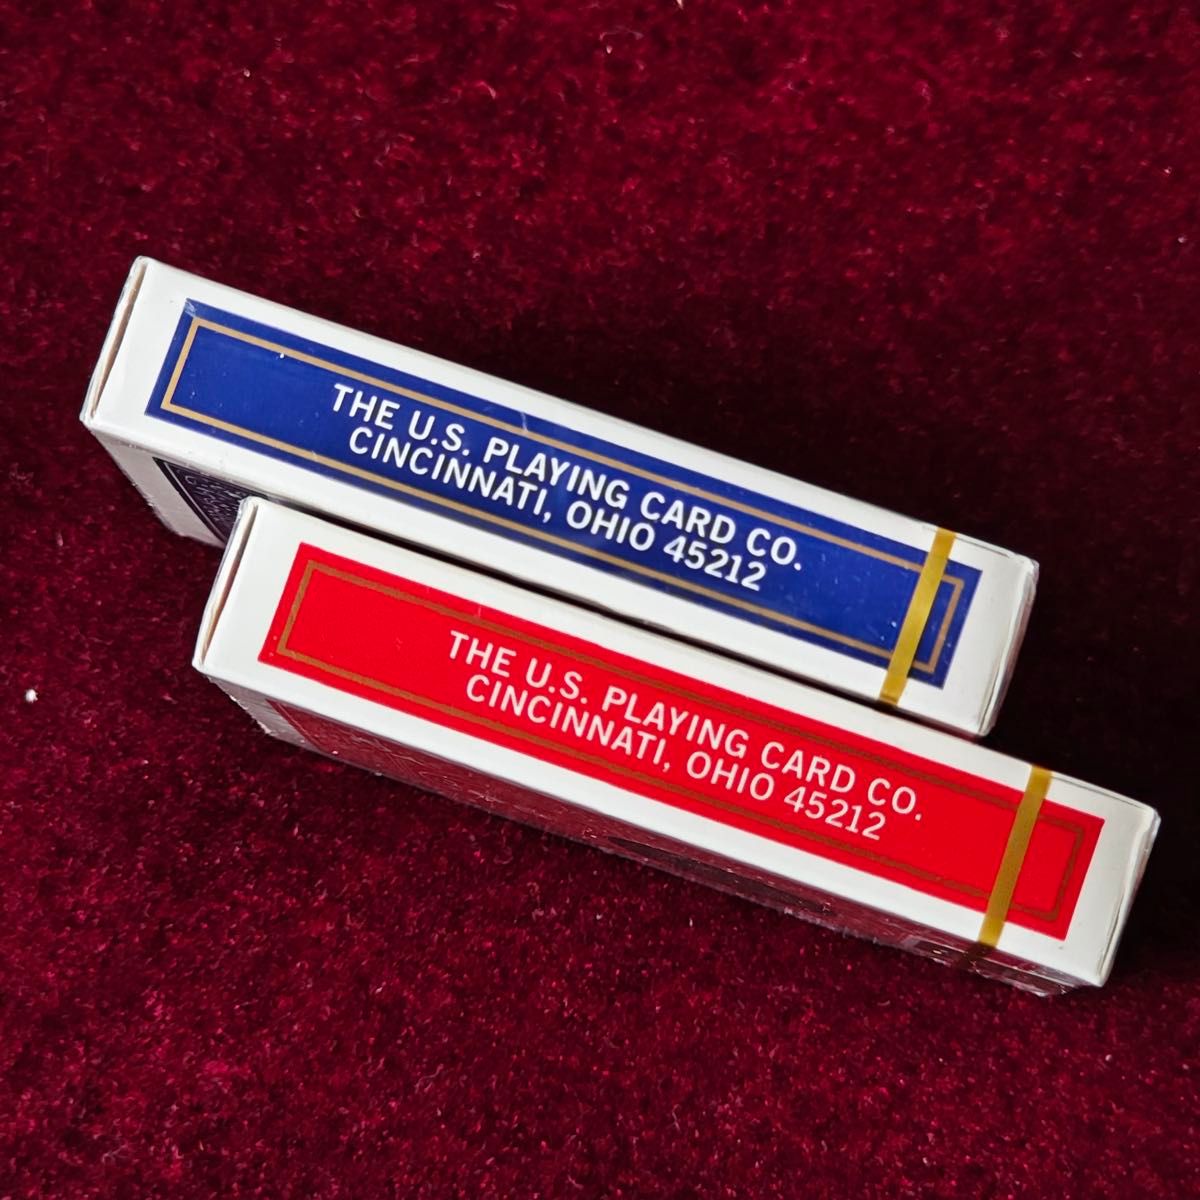 THE U.S. PLAYING CARD CO.
CINCINNATI, OHIO 45212
THE U.S. PLAYING CARD CO.
CINCINNATI, OHIO 45212